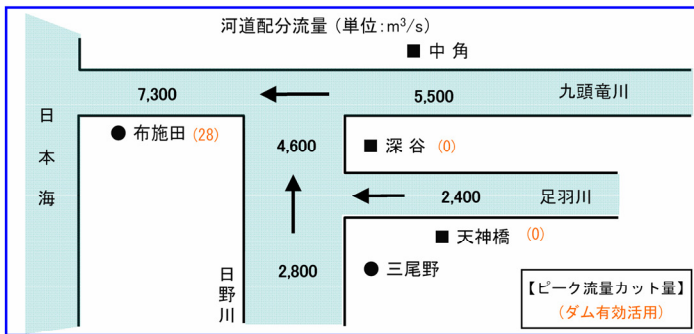 河道配分流量 (単位:m³/s)
■ 中 角
7,300
5,500
九頭竜川
日本海
● 布施田 (28)
4,600
■ 深 谷 (0)
2,400
足羽川
■ 天神橋 (0)
日野川
2,800
● 三尾野
【ピーク流量カット量】
(ダム有効活用)